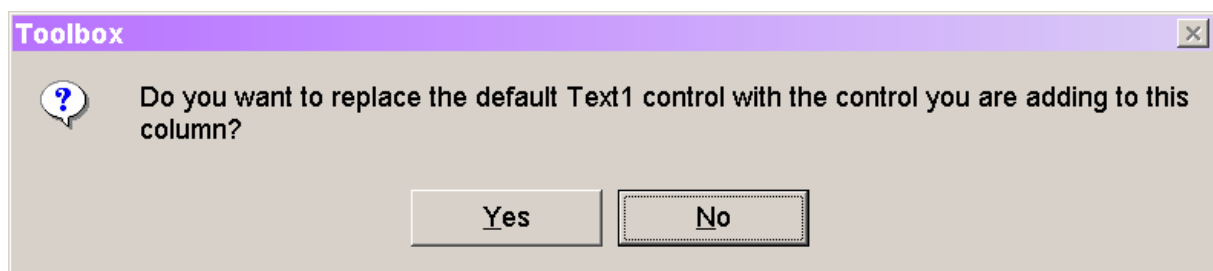 Toolbox
Do you want to replace the default Text1 control with the control you are adding to this
column?
Yes
No